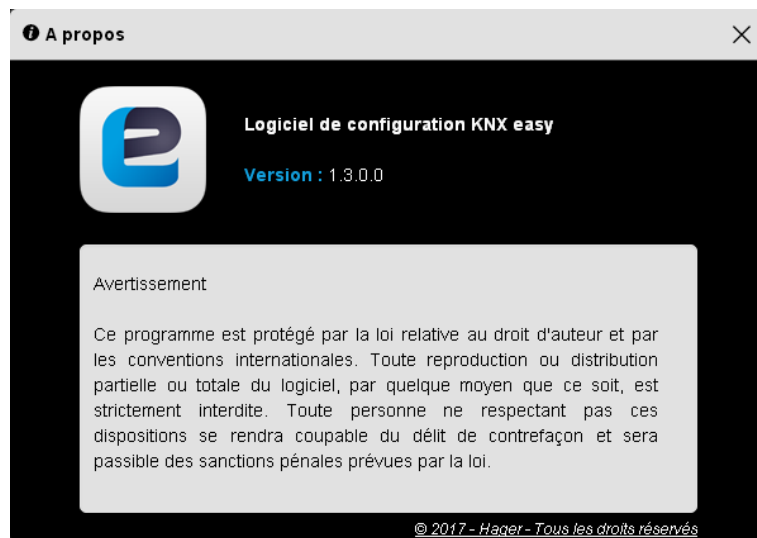 A propos
Logiciel de configuration KNX easy
Version : 1.3.0.0
Avertissement
Ce programme est protégé par la loi relative au droit d'auteur et par
les conventions internationales. Toute reproduction ou distribution
partielle ou totale du logiciel, par quelque moyen que ce soit, est
strictement interdite. Toute personne ne respectant pas ces
dispositions se rendra coupable du délit de contrefaçon et sera
passible des sanctions pénales prévues par la loi.
© 2017 - Hager - Tous les droits réservés